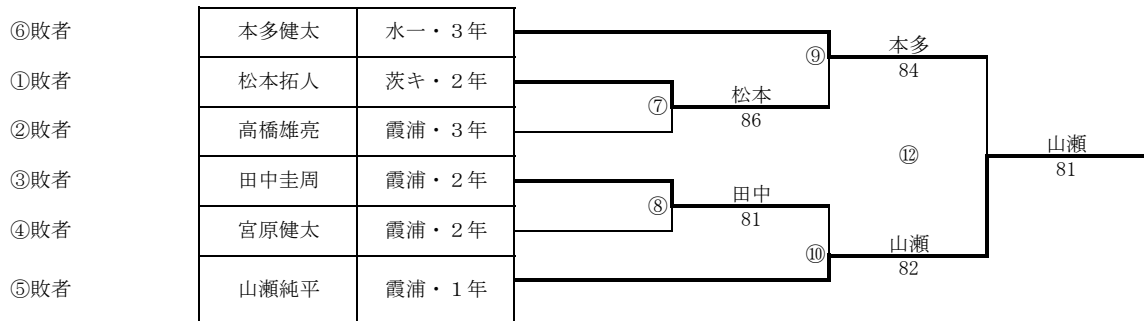 ⑥敗者 本多健太 水一・３年
⑨ 本多
84
①敗者 松本拓人 茨キ・２年
⑦ 松本
86
②敗者 高橋雄亮 霞浦・３年
⑫ 山瀬
81
③敗者 田中圭周 霞浦・２年
⑧ 田中
81
④敗者 宮原健太 霞浦・２年
⑩ 山瀬
82
⑤敗者 山瀬純平 霞浦・１年